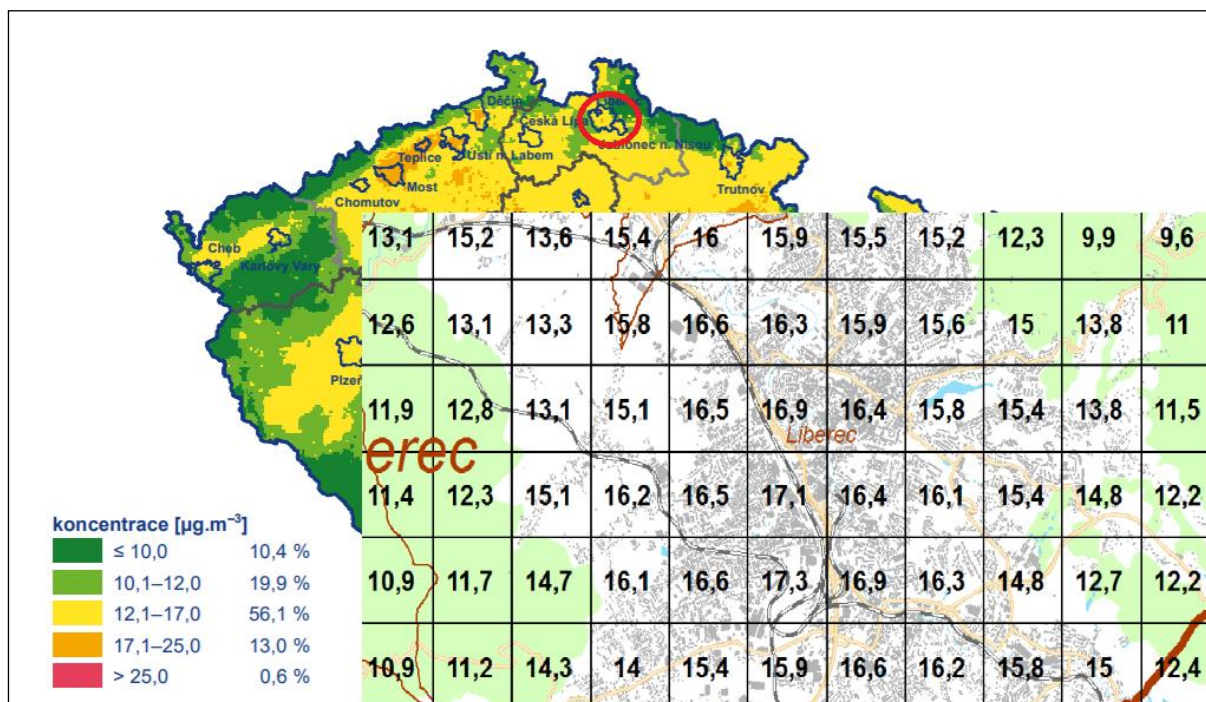 Děčín
Liberec
Česká Lípa
Jablonec n. Nisou
Teplice
Ústí n. Labem
Most
Trutnov
Chomutov
Cheb
Karlovy Vary
Plzeň
13,1 15,2 13,6 15,4 16 15,9 15,5 15,2 12,3 9,9 9,6
12,6 13,1 13,3 15,8 16,6 16,3 15,9 15,6 15 13,8 11
11,9 12,8 13,1 15,1 16,5 16,9 16,4 15,8 15,4 13,8 11,5
erec
Liberec
11,4 12,3 15,1 16,2 16,5 17,1 16,4 16,1 15,4 14,8 12,2
10,9 11,7 14,7 16,1 16,6 17,3 16,9 16,3 14,8 12,7 12,2
10,9 11,2 14,3 14 15,4 15,9 16,6 16,2 15,8 15 12,4
koncentrace [µg.m⁻³]
≤ 10,0 10,4 %
10,1–12,0 19,9 %
12,1–17,0 56,1 %
17,1–25,0 13,0 %
> 25,0 0,6 %